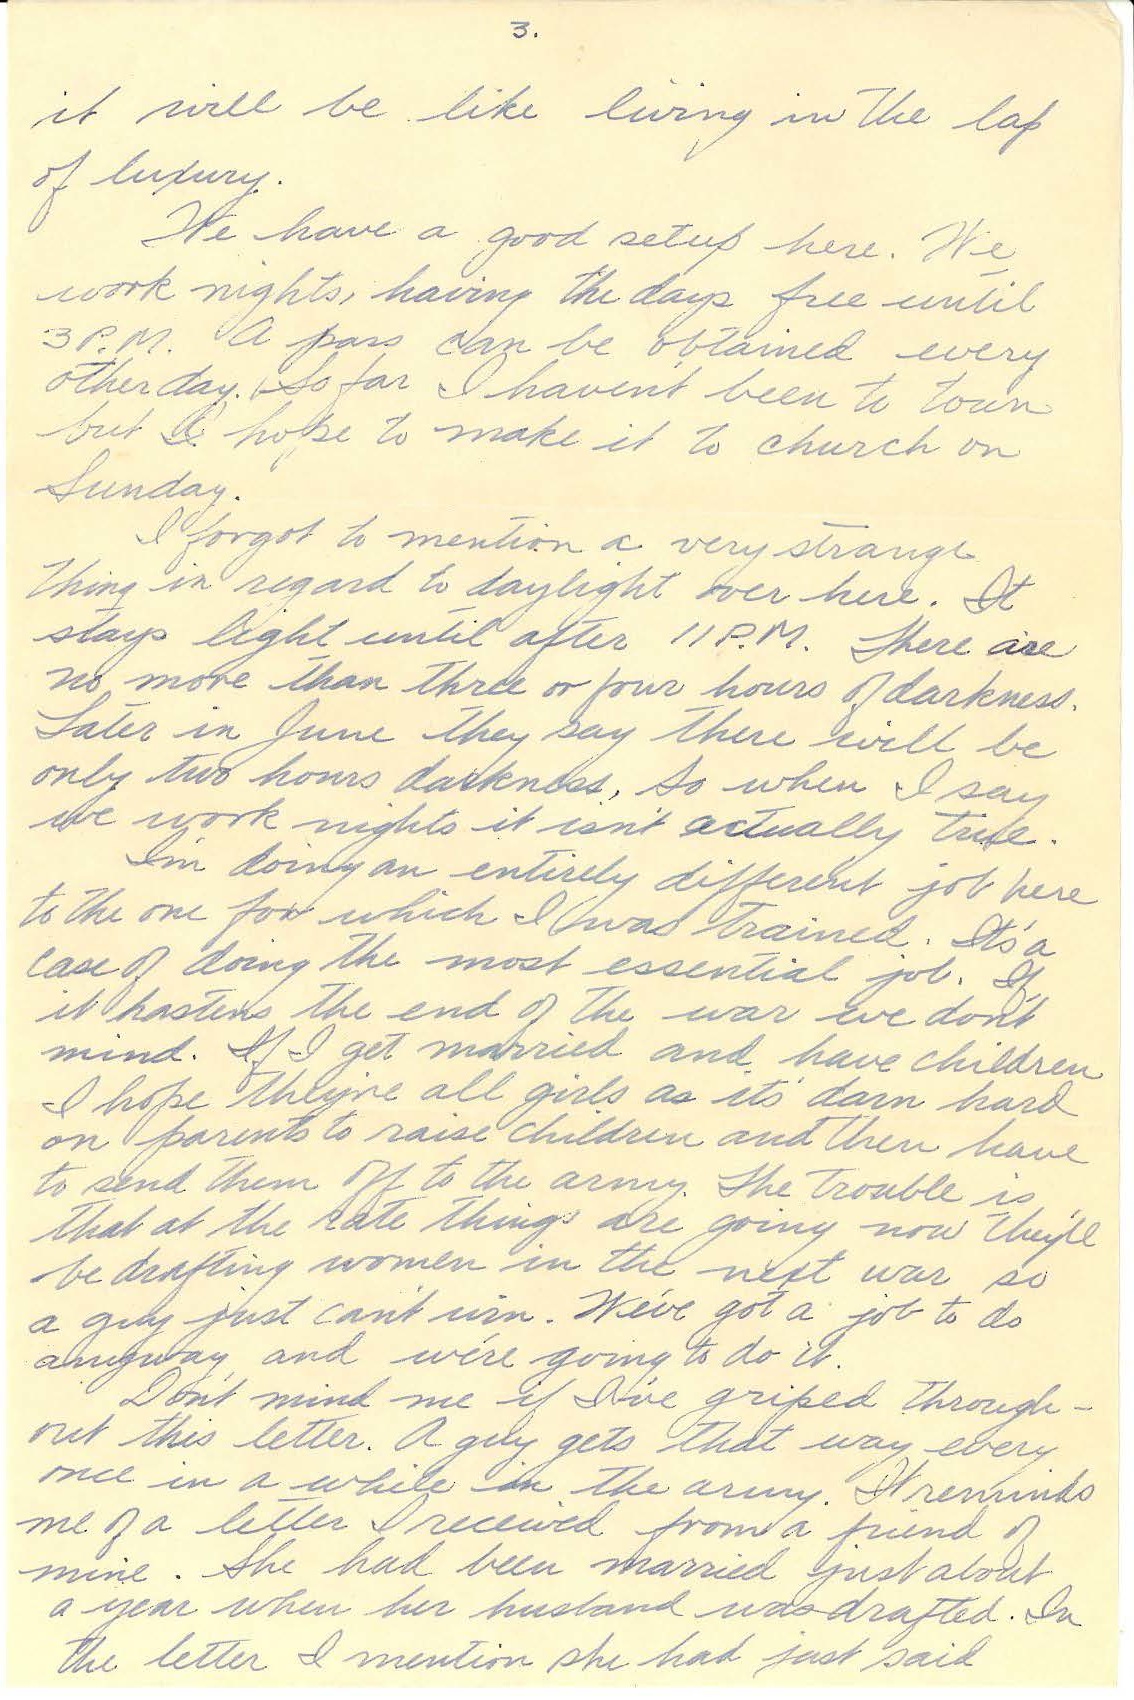 3.
it will be like living in the lap
of luxury.
We have a good setup here. We
work nights, having the days free until
3 P.M. A pass can be obtained every
other day. So far I haven't been to town
but I hope to make it to church on
Sunday.
I forgot to mention a very strange
thing in regard to daylight over here. It
stays light until after 11 P.M. There are
no more than three or four hours of darkness.
Later in June they say there will be
only two hours darkness, So when I say
we work nights it isn't actually true.
I'm doing an entirely different job here
to the one for which I was trained. It's a
case of doing the most essential job. If
it hastens the end of the war we don't
mind. If I get married and have children
I hope they're all girls as it's darn hard
on parents to raise children and then have
to send them off to the army. The trouble is
that at the rate things are going now they'll
be drafting women in the next war so
a guy just can't win. We've got a job to do
anyway and we're going to do it.
Don't mind me if I've griped through-
out this letter. A guy gets that way every
once in a while in the army. It reminds
me of a letter I received from a friend of
mine. She had been married just about
a year when her husband was drafted. In
the letter I mention she had just said